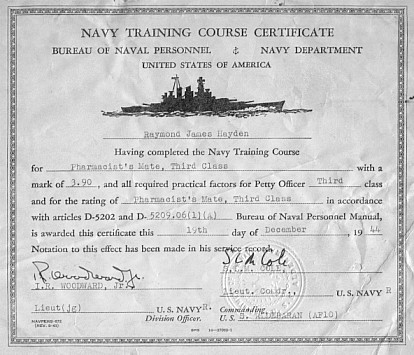 NAVY TRAINING COURSE CERTIFICATE
BUREAU OF NAVAL PERSONNEL NAVY DEPARTMENT
UNITED STATES OF AMERICA
Raymond James Hayden
Having completed the Navy Training Course
for Pharmacist's Mate, Third Class with a
mark of 3.90, and all required practical factors for Petty Officer Third class
and for the rating of Pharmacist's Mate, Third Class in accordance
with articles D-5202 and D-5209.06(1)(A) Bureau of Naval Personnel Manual,
is awarded this certificate this 19th day of December, 1944
Notation to this effect has been made in his service record.
I.R. WOODWARD, Jr. COLE,
Lieut. Comdr., U. S. NAVY R
Lieut(jg) U. S. NAVY R. Commanding
Division Officer. U. S. S. ALDEBARAN (AF10)